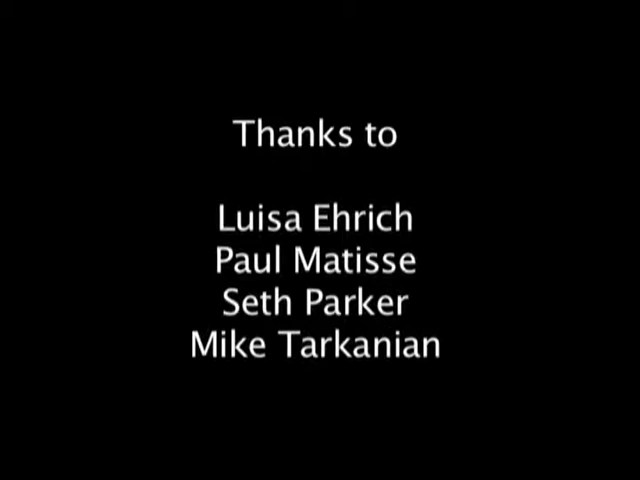 Thanks to
Luisa Ehrich
Paul Matisse
Seth Parker
Mike Tarkanian